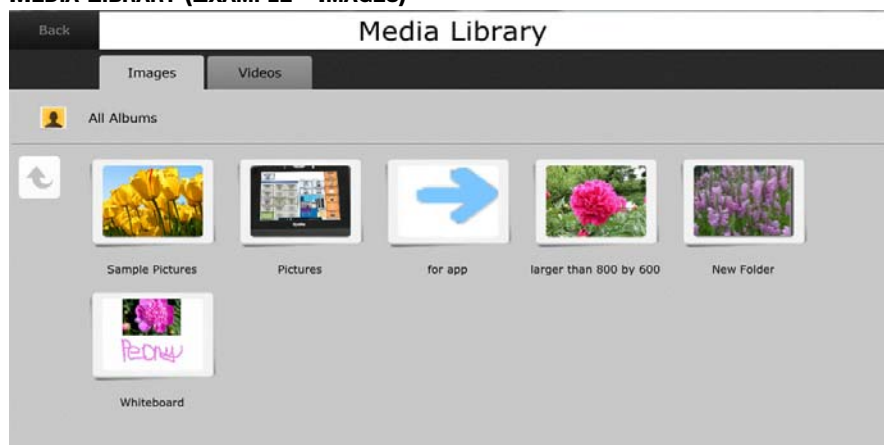 MEDIA LIBRARY (EXAMPLE - IMAGES)
Back
Media Library
Images
Videos
All Albums
Sample Pictures
Pictures
for app
larger than 800 by 600
New Folder
Peony
Whiteboard